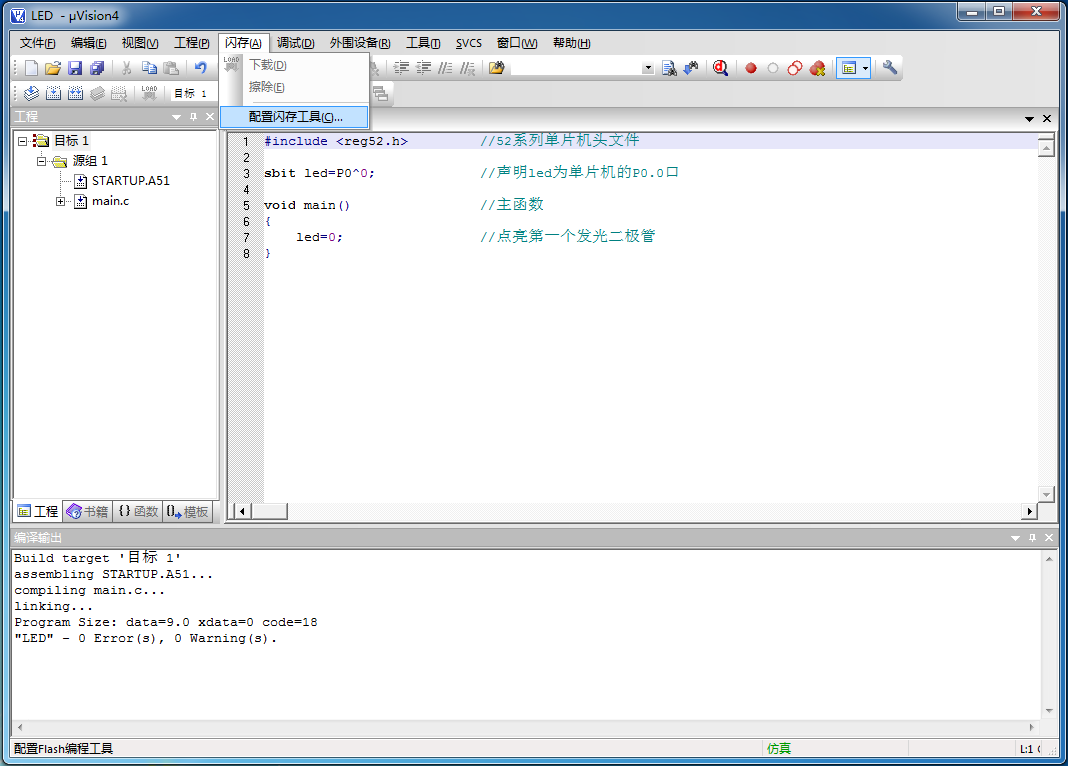 LED - µVision4
文件(F) 编辑(E) 视图(V) 工程(P) 闪存(A) 调试(D) 外围设备(R) 工具(T) SVCS 窗口(W) 帮助(H)
LOAD 下载(D)
擦除(E)
LOAD 目标 1
配置闪存工具(C)...
工程
目标 1
源组 1
STARTUP.A51
main.c
1 #include <reg52.h> //52系列单片机头文件
2
3 sbit led=P0^0; //声明led为单片机的P0.0口
4
5 void main() //主函数
6 {
7 led=0; //点亮第一个发光二极管
8 }
工程 书籍 {} 函数 0 模板
编译输出
Build target '目标 1'
assembling STARTUP.A51...
compiling main.c...
linking...
Program Size: data=9.0 xdata=0 code=18
"LED" - 0 Error(s), 0 Warning(s).
配置Flash编程工具 仿真 L:1